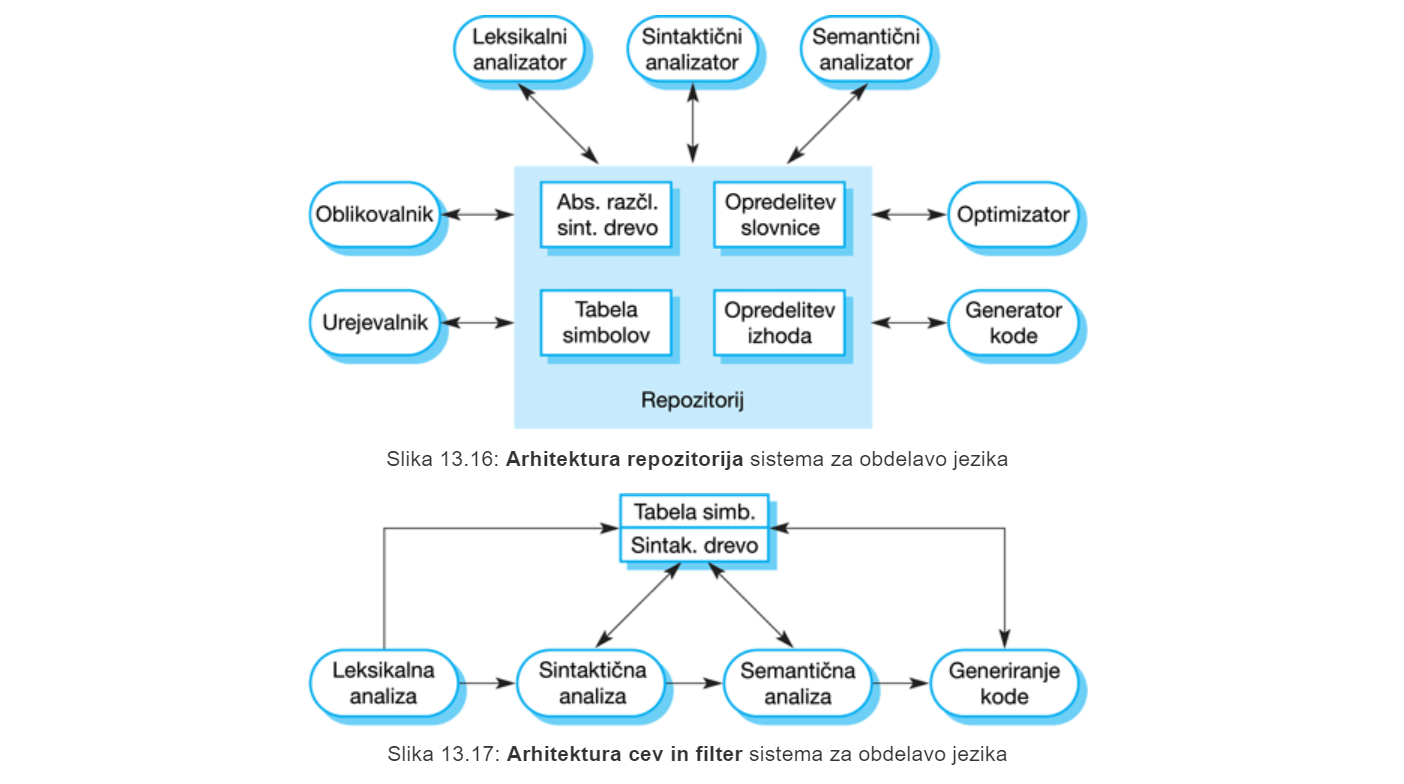 Leksikalni
analizator
Sintaktični
analizator
Semantični
analizator
Oblikovalnik
Abs. razčl.
sint. drevo
Opredelitev
slovnice
Optimizator
Urejevalnik
Tabela
simbolov
Opredelitev
izhoda
Generator
kode
Repozitorij
Slika 13.16: Arhitektura repozitorija sistema za obdelavo jezika
Tabela simb.
Sintak. drevo
Leksikalna
analiza
Sintaktična
analiza
Semantična
analiza
Generiranje
kode
Slika 13.17: Arhitektura cev in filter sistema za obdelavo jezika